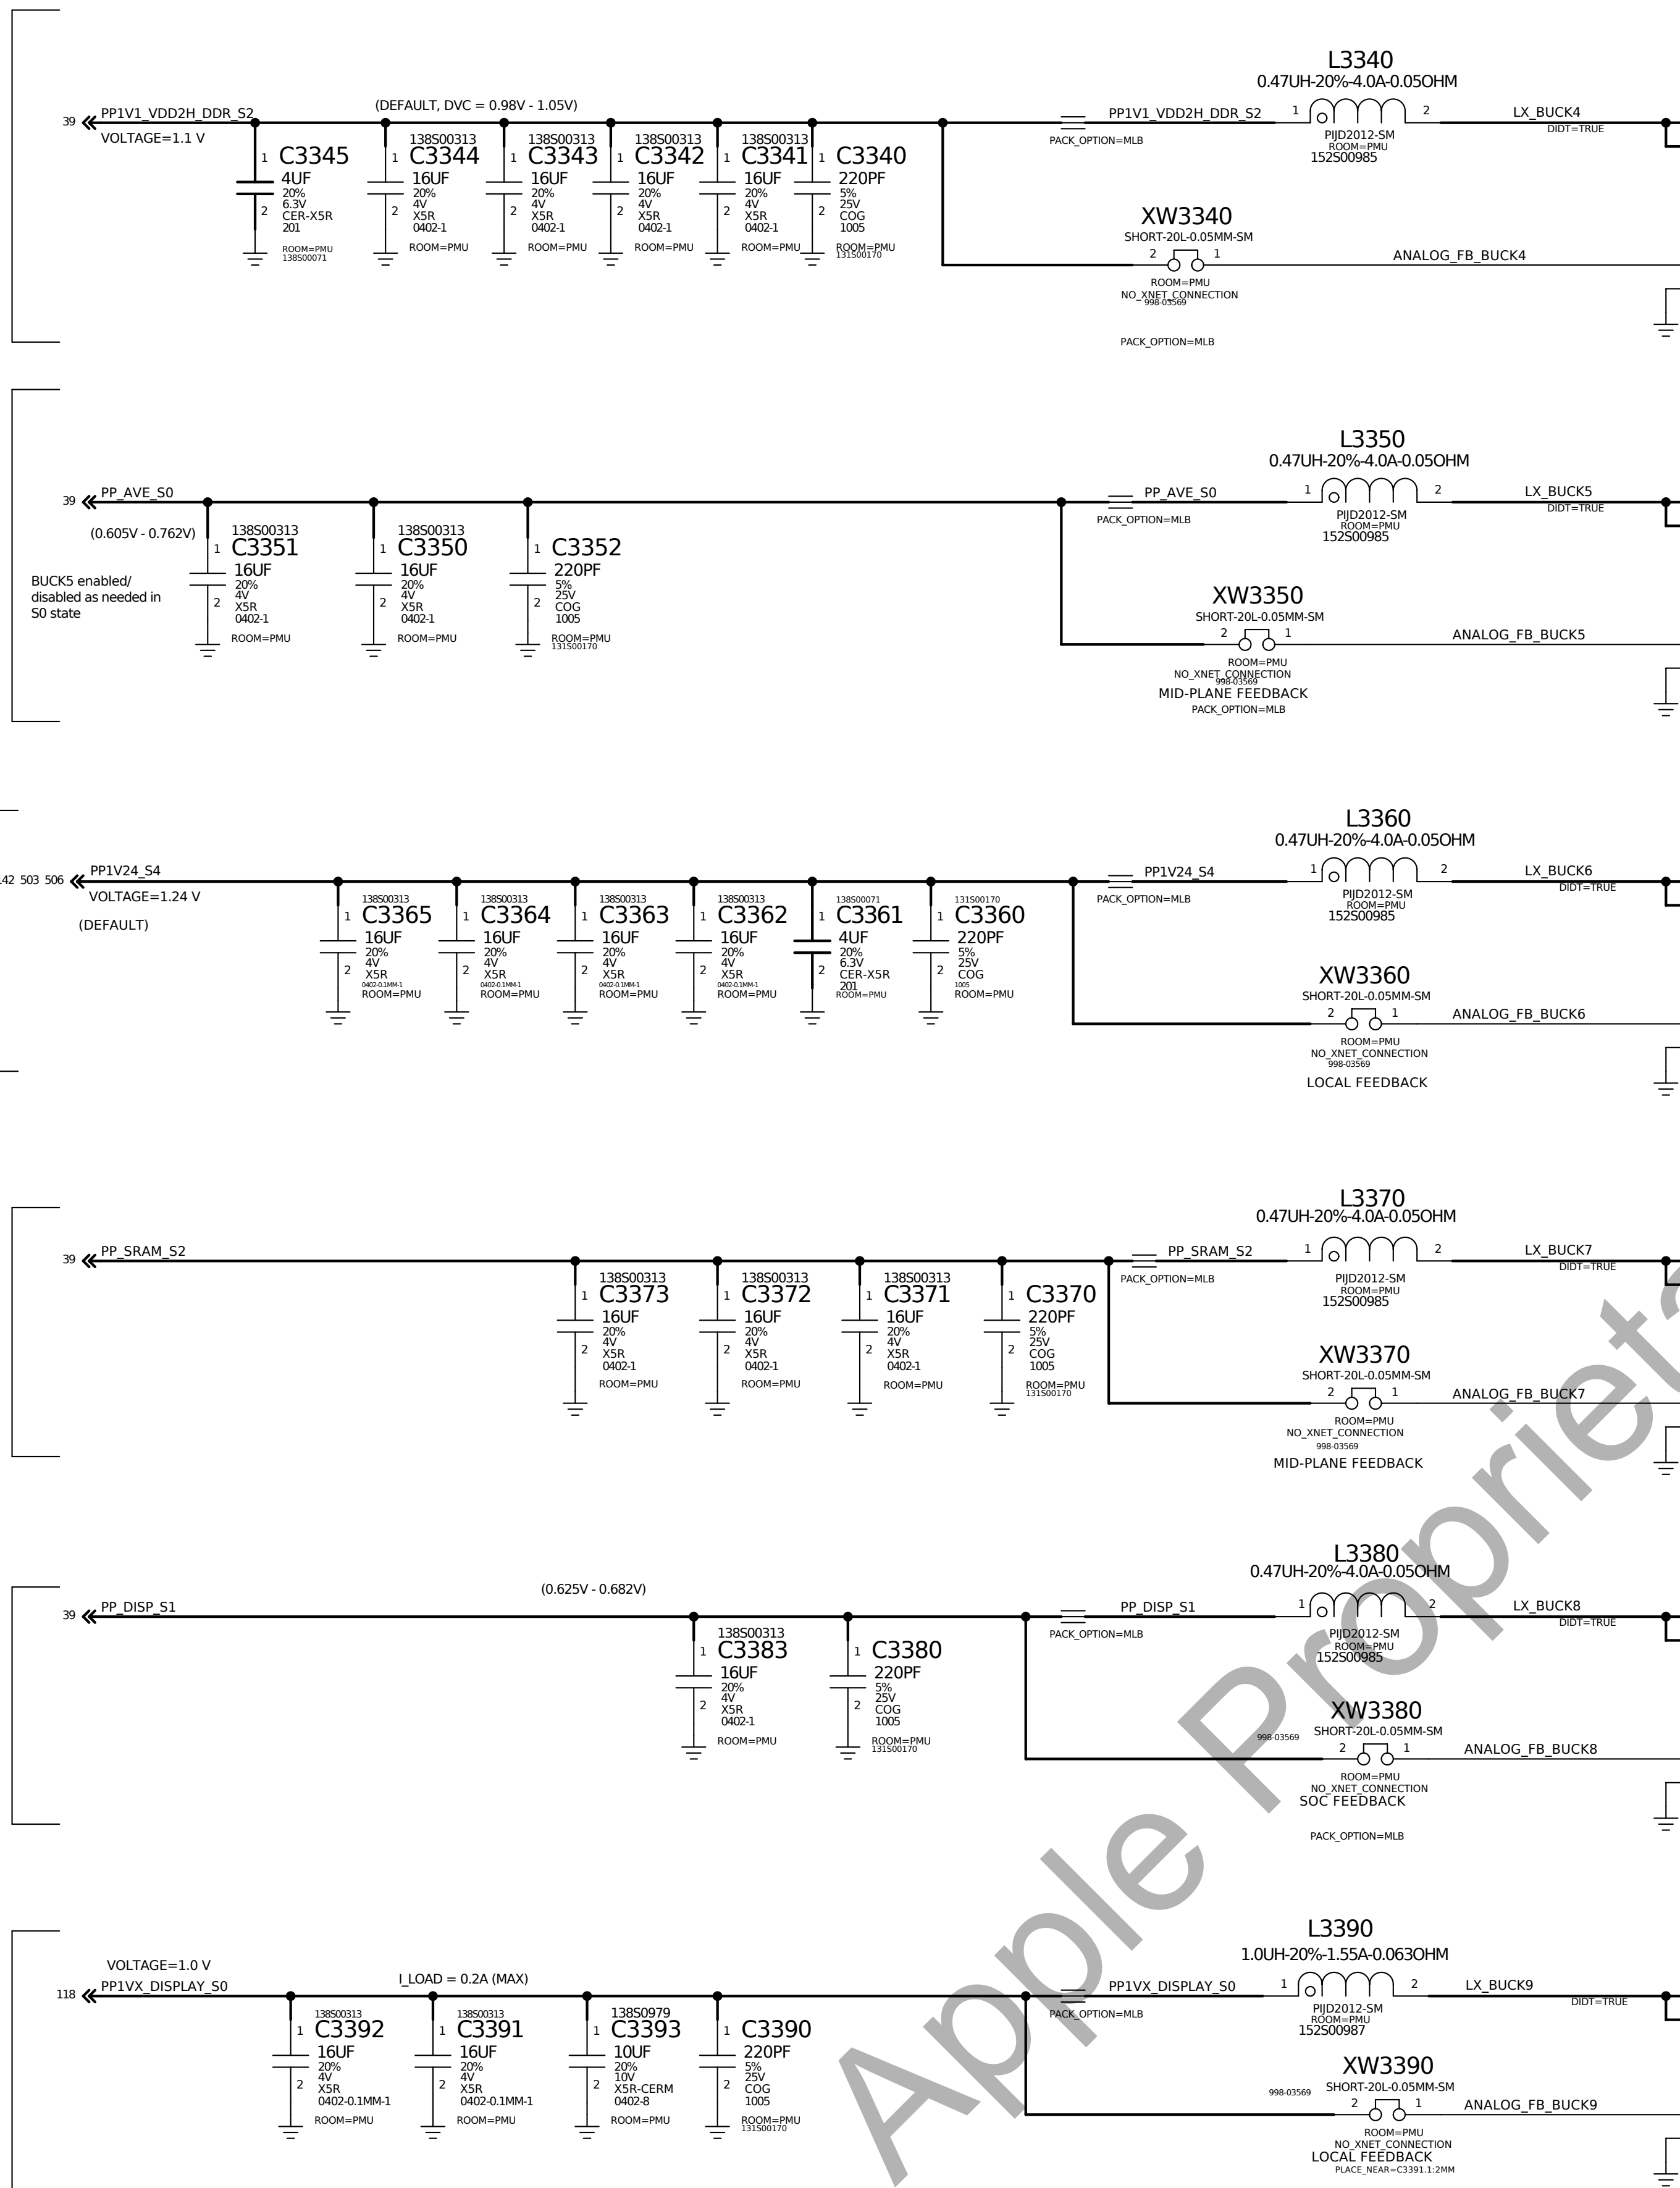 L3340
0.47UH-20%-4.0A-0.05OHM
(DEFAULT, DVC = 0.98V - 1.05V)
39 PP1V1_VDD2H_DDR_S2
VOLTAGE=1.1 V
PP1V1_VDD2H_DDR_S2
PACK_OPTION=MLB
1 2
PIJD2012-SM
ROOM=PMU
152S00985
LX_BUCK4
DIDT=TRUE
1 C3345
4UF
20%
6.3V
2 CER-X5R
201
ROOM=PMU
138S00071
138S00313
1 C3344
16UF
20%
4V
2 X5R
0402-1
ROOM=PMU
138S00313
1 C3343
16UF
20%
4V
2 X5R
0402-1
ROOM=PMU
138S00313
1 C3342
16UF
20%
4V
2 X5R
0402-1
ROOM=PMU
138S00313
1 C3341
16UF
20%
4V
2 X5R
0402-1
ROOM=PMU
1 C3340
220PF
5%
25V
2 COG
1005
ROOM=PMU
131S00170
XW3340
SHORT-20L-0.05MM-SM
2 1
ANALOG_FB_BUCK4
ROOM=PMU
NO_XNET_CONNECTION
998-03569
PACK_OPTION=MLB
L3350
0.47UH-20%-4.0A-0.05OHM
39 PP_AVE_S0
(0.605V - 0.762V)
BUCK5 enabled/
disabled as needed in
S0 state
PP_AVE_S0
PACK_OPTION=MLB
1 2
PIJD2012-SM
ROOM=PMU
152S00985
LX_BUCK5
DIDT=TRUE
138S00313
1 C3351
16UF
20%
4V
2 X5R
0402-1
ROOM=PMU
138S00313
1 C3350
16UF
20%
4V
2 X5R
0402-1
ROOM=PMU
1 C3352
220PF
5%
25V
2 COG
1005
ROOM=PMU
131S00170
XW3350
SHORT-20L-0.05MM-SM
2 1
ANALOG_FB_BUCK5
ROOM=PMU
NO_XNET_CONNECTION
998-03569
MID-PLANE FEEDBACK
PACK_OPTION=MLB
L3360
0.47UH-20%-4.0A-0.05OHM
142 503 506 PP1V24_S4
VOLTAGE=1.24 V
(DEFAULT)
PP1V24_S4
PACK_OPTION=MLB
1 2
PIJD2012-SM
ROOM=PMU
152S00985
LX_BUCK6
DIDT=TRUE
138S00313
1 C3365
16UF
20%
4V
2 X5R
0402-0.1MM-1
ROOM=PMU
138S00313
1 C3364
16UF
20%
4V
2 X5R
0402-0.1MM-1
ROOM=PMU
138S00313
1 C3363
16UF
20%
4V
2 X5R
0402-0.1MM-1
ROOM=PMU
138S00313
1 C3362
16UF
20%
4V
2 X5R
0402-0.1MM-1
ROOM=PMU
138S00071
1 C3361
4UF
20%
6.3V
2 CER-X5R
201
ROOM=PMU
131S00170
1 C3360
220PF
5%
25V
2 COG
1005
ROOM=PMU
XW3360
SHORT-20L-0.05MM-SM
2 1
ANALOG_FB_BUCK6
ROOM=PMU
NO_XNET_CONNECTION
998-03569
LOCAL FEEDBACK
L3370
0.47UH-20%-4.0A-0.05OHM
39 PP_SRAM_S2
PP_SRAM_S2
PACK_OPTION=MLB
1 2
PIJD2012-SM
ROOM=PMU
152S00985
LX_BUCK7
DIDT=TRUE
138S00313
1 C3373
16UF
20%
4V
2 X5R
0402-1
ROOM=PMU
138S00313
1 C3372
16UF
20%
4V
2 X5R
0402-1
ROOM=PMU
138S00313
1 C3371
16UF
20%
4V
2 X5R
0402-1
ROOM=PMU
1 C3370
220PF
5%
25V
2 COG
1005
ROOM=PMU
131S00170
XW3370
SHORT-20L-0.05MM-SM
2 1
ANALOG_FB_BUCK7
ROOM=PMU
NO_XNET_CONNECTION
998-03569
MID-PLANE FEEDBACK
L3380
0.47UH-20%-4.0A-0.05OHM
(0.625V - 0.682V)
39 PP_DISP_S1
PP_DISP_S1
PACK_OPTION=MLB
1 2
PIJD2012-SM
ROOM=PMU
152S00985
LX_BUCK8
DIDT=TRUE
138S00313
1 C3383
16UF
20%
4V
2 X5R
0402-1
ROOM=PMU
1 C3380
220PF
5%
25V
2 COG
1005
ROOM=PMU
131S00170
XW3380
SHORT-20L-0.05MM-SM
998-03569
2 1
ANALOG_FB_BUCK8
ROOM=PMU
NO_XNET_CONNECTION
SOC FEEDBACK
PACK_OPTION=MLB
L3390
1.0UH-20%-1.55A-0.063OHM
VOLTAGE=1.0 V
118 PP1VX_DISPLAY_S0
I_LOAD = 0.2A (MAX)
PP1VX_DISPLAY_S0
PACK_OPTION=MLB
1 2
PIJD2012-SM
ROOM=PMU
152S00987
LX_BUCK9
DIDT=TRUE
138S00313
1 C3392
16UF
20%
4V
2 X5R
0402-0.1MM-1
ROOM=PMU
138S00313
1 C3391
16UF
20%
4V
2 X5R
0402-0.1MM-1
ROOM=PMU
138S0979
1 C3393
10UF
20%
10V
2 X5R-CERM
0402-8
ROOM=PMU
1 C3390
220PF
5%
25V
2 COG
1005
ROOM=PMU
131S00170
XW3390
SHORT-20L-0.05MM-SM
998-03569
2 1
ANALOG_FB_BUCK9
ROOM=PMU
NO_XNET_CONNECTION
LOCAL FEEDBACK
PLACE_NEAR=C3391.1:2MM
Apple